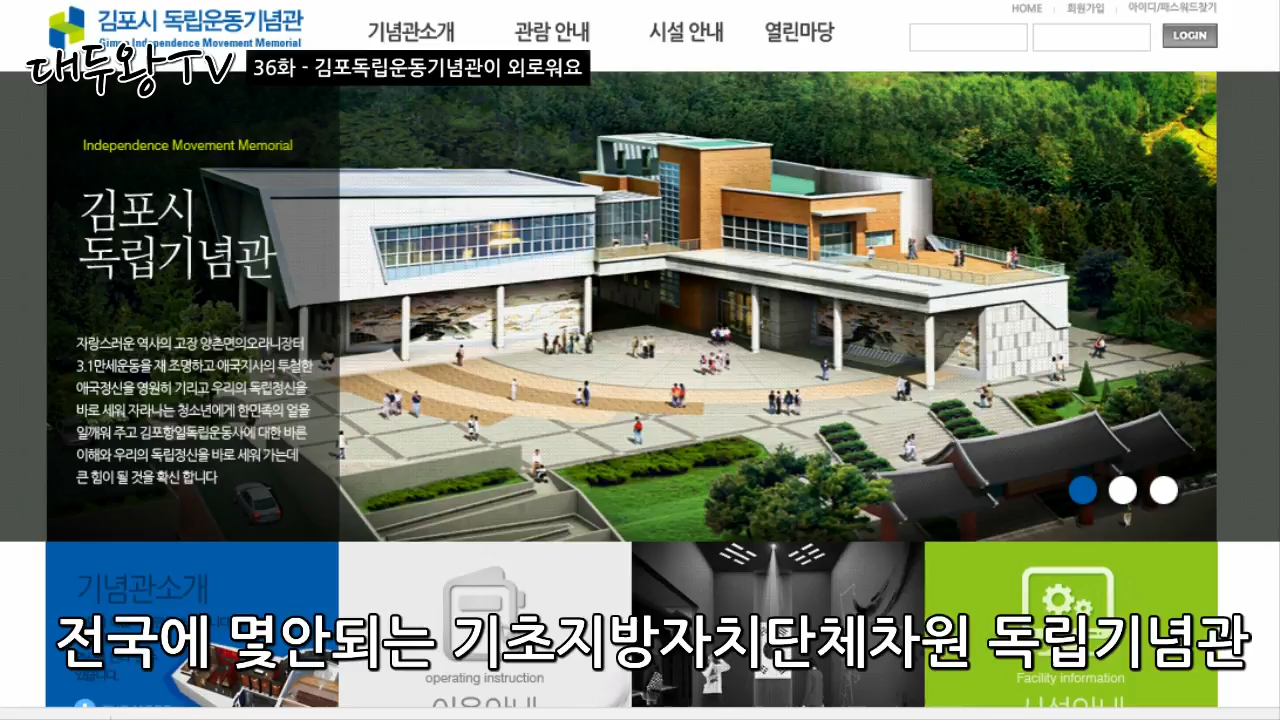 김포시 독립운동기념관
Gimpo Independence Movement Memorial
기념관소개 관람 안내 시설 안내 열린마당
HOME 회원가입 아이디/패스워드찾기
LOGIN
대두왕TV
36화 - 김포독립운동기념관이 외로워요
Independence Movement Memorial
김포시
독립기념관
자랑스러운 역사의 고장 양촌면의오라니장터
3.1만세운동을 재 조명하고 애국지사의 투철한
애국정신을 영원히 기리고 우리의 독립정신을
바로 세워 자라나는 청소년에게 한민족의 얼을
일깨워 주고 김포항일독립운동사에 대한 바른
이해와 우리의 독립정신을 바로 세워 가는데
큰 힘이 될 것을 확신 합니다
기념관소개
전국에 몇안되는 기초지방자치단체차원 독립기념관
operating instruction
이용안내
Facility information
시설안내